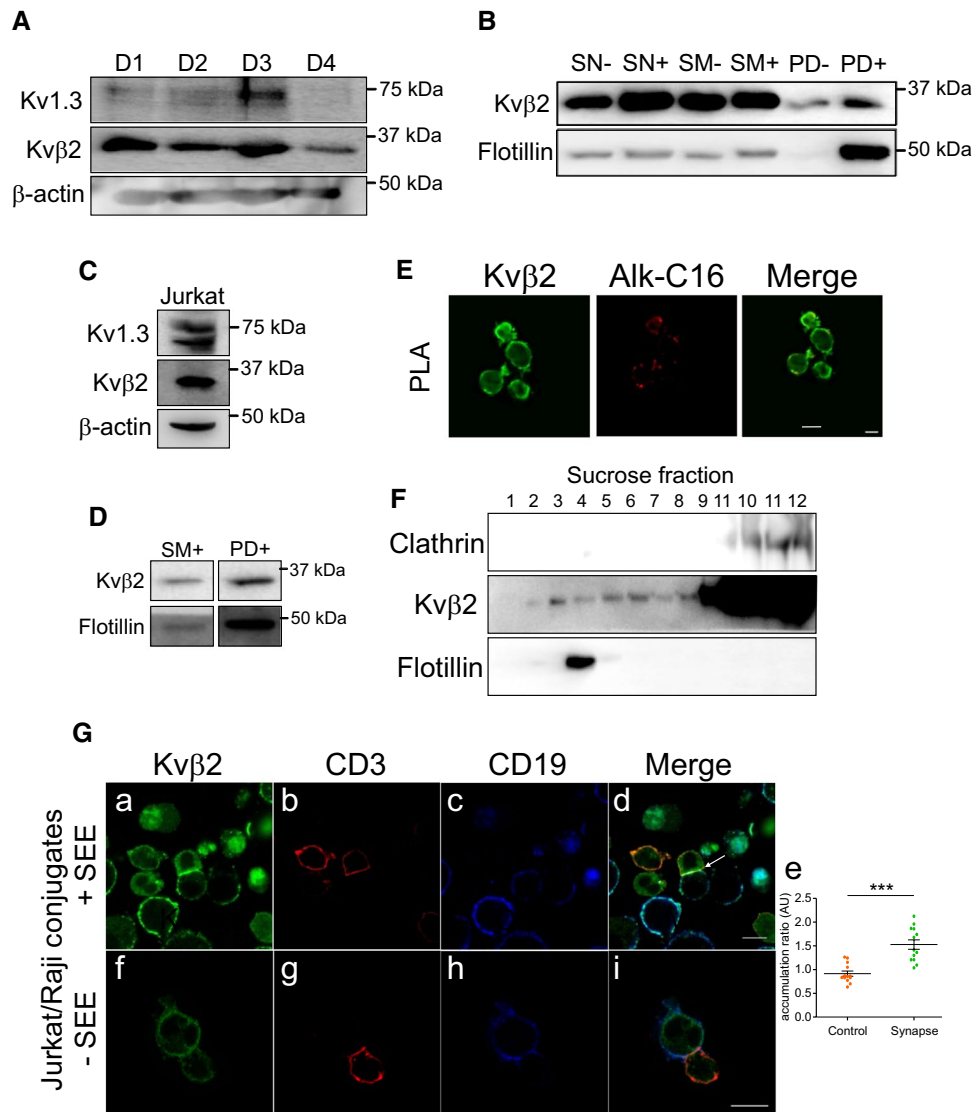 A
D1 D2 D3 D4
Kv1.3
75 kDa
Kvβ2
37 kDa
β-actin
50 kDa
B
SN- SN+ SM- SM+ PD- PD+
Kvβ2
37 kDa
Flotillin
50 kDa
C
Jurkat
Kv1.3
75 kDa
Kvβ2
37 kDa
β-actin
50 kDa
D
SM+ PD+
Kvβ2
37 kDa
Flotillin
50 kDa
E
Kvβ2 Alk-C16 Merge
PLA
F
Sucrose fraction
1 2 3 4 5 6 7 8 9 11 10 11 12
Clathrin
Kvβ2
Flotillin
G
Kvβ2 CD3 CD19 Merge
Jurkat/Raji conjugates
+ SEE
a b c d
- SEE
f g h i
e
***
accumulation ratio (AU)
2.5
2.0
1.5
1.0
0.5
0.0
Control Synapse